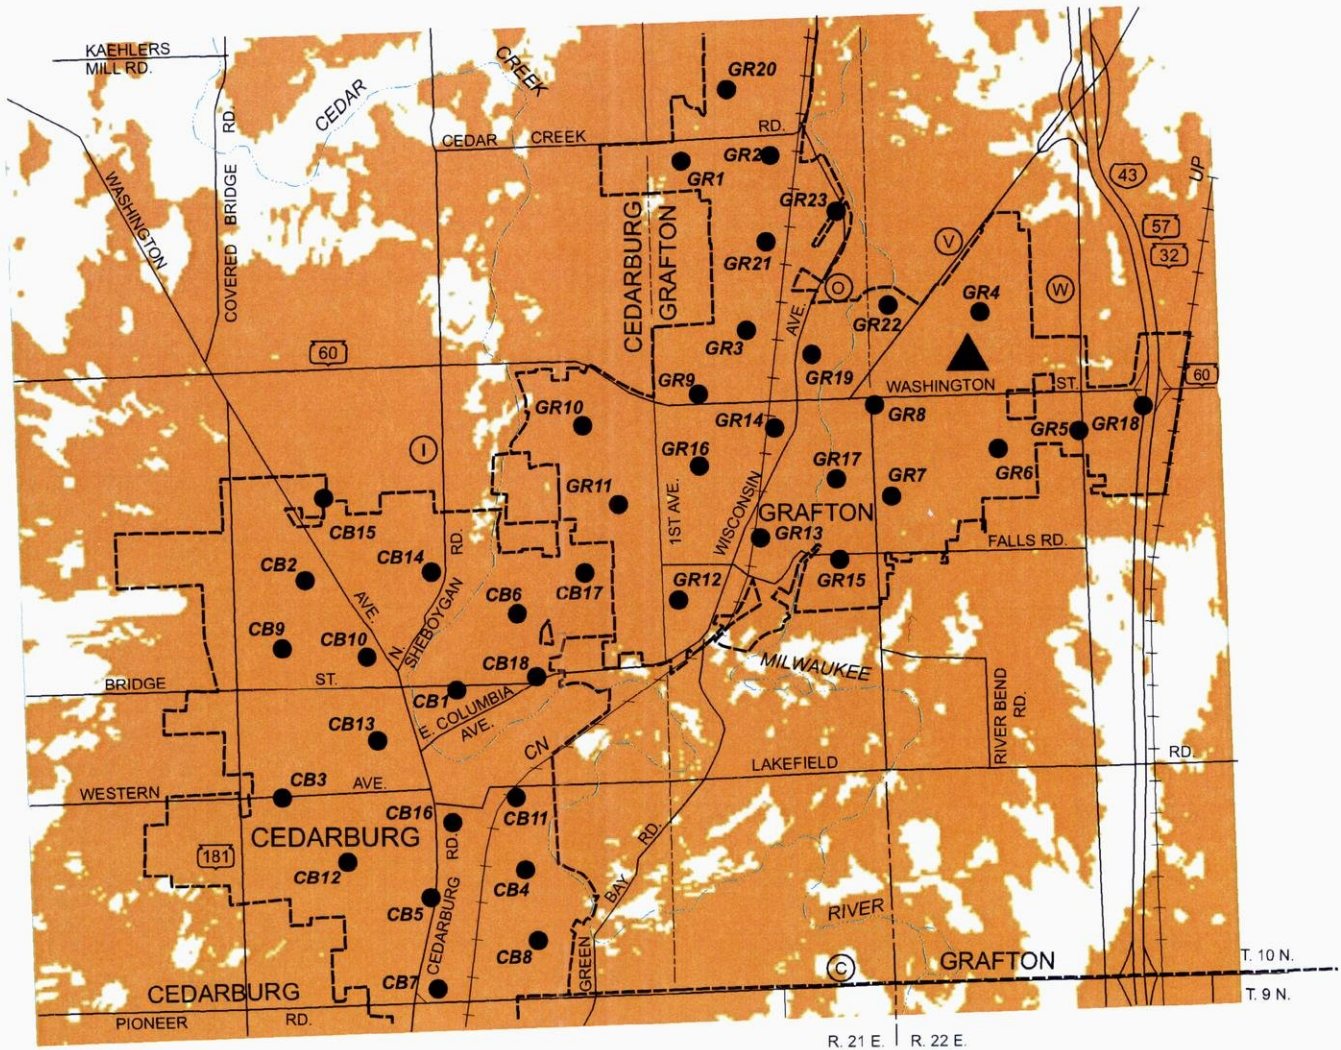 KAEHLERS
MILL RD.
CEDAR
CREEK
GR20
CEDAR CREEK RD.
GR2
GR1
COVERED BRIDGE RD.
WASHINGTON AVE.
43
UP
57
32
CEDARBURG
GRAFTON
GR23
GR21
V
O
W
GR4
GR22
GR3
AVE.
GR19
60
WASHINGTON ST.
60
GR9
GR10
GR14
GR8
GR5
GR18
I
GR16
GR17
GR6
GR11
GR7
1ST AVE.
WISCONSIN
GRAFTON
CB15
GR13
FALLS RD.
CB14
CB2
CB17
GR12
GR15
CB6
N. SHEBOYGAN RD.
CB9
CB10
CB18
MILWAUKEE
BRIDGE ST.
CB1
E. COLUMBIA
AVE.
RIVER BEND
RD.
CB13
CN
LAKEFIELD RD.
WESTERN AVE.
CB3
CB16
CB11
CEDARBURG
181
CB12
CB4
BAY RD.
CB5
CEDARBURG RD.
RIVER
CB8
GREEN
CB7
C
GRAFTON
T. 10 N.
CEDARBURG
T. 9 N.
PIONEER RD.
R. 21 E. R. 22 E.